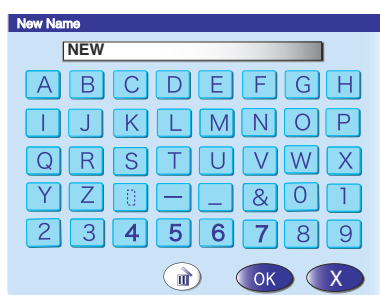 New Name
NEW
A B C D E F G H
I J K L M N O P
Q R S T U V W X
Y Z — _ & 0 1
2 3 4 5 6 7 8 9
OK X